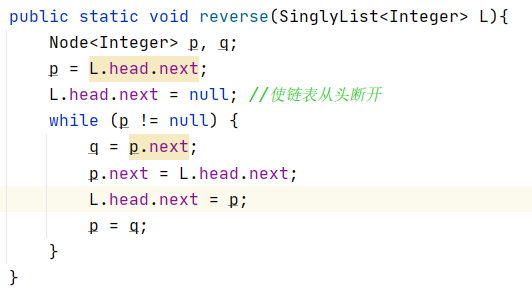 public static void reverse(SinglyList<Integer> L){
    Node<Integer> p, q;
    p = L.head.next;
    L.head.next = null; //使链表从头断开
    while (p != null) {
        q = p.next;
        p.next = L.head.next;
        L.head.next = p;
        p = q;
    }
}